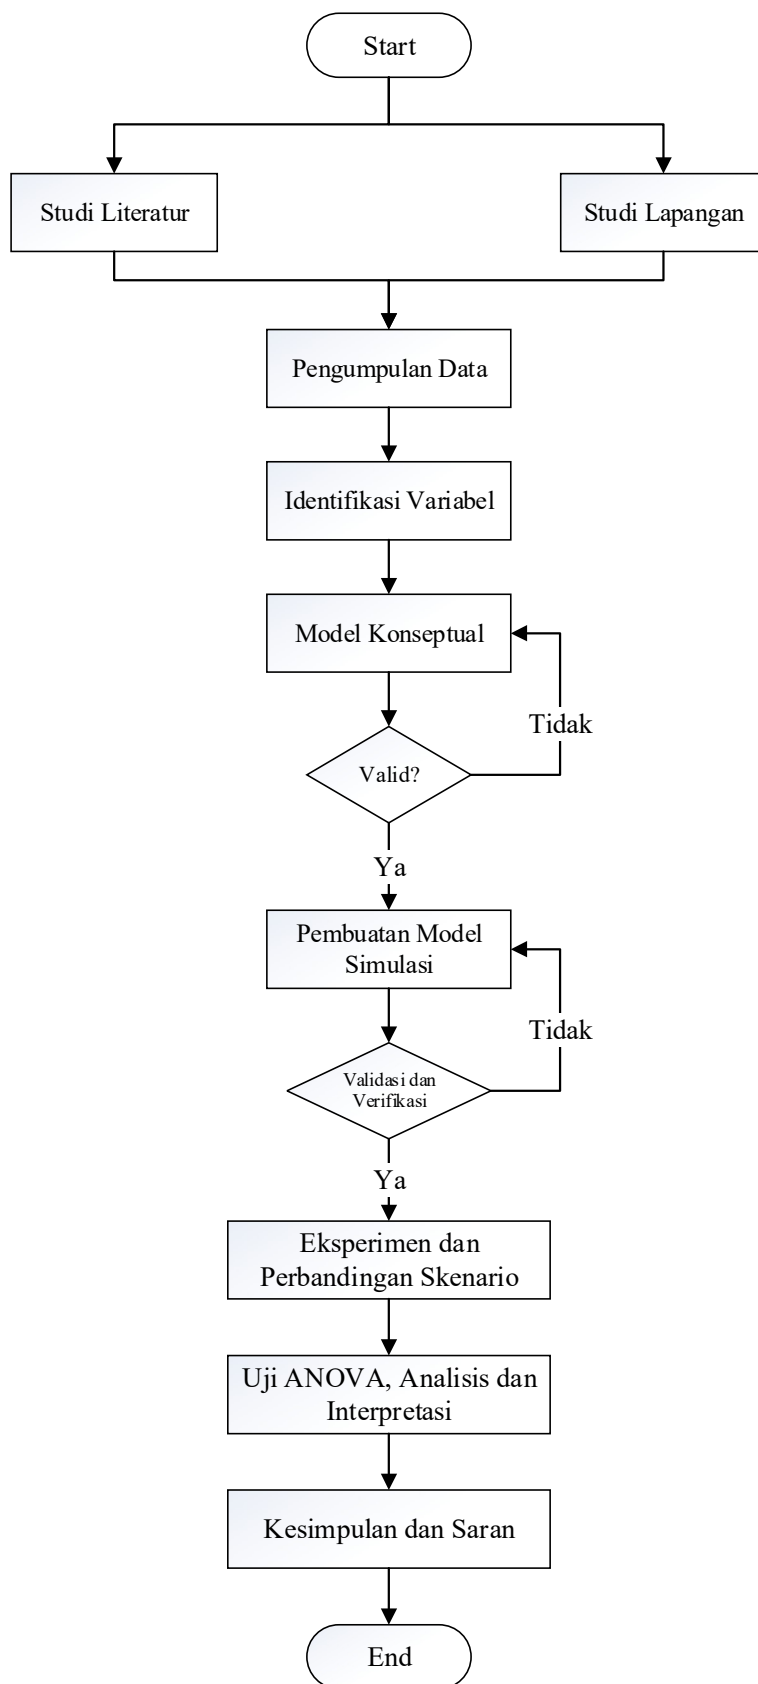 Start
Studi Literatur
Studi Lapangan
Pengumpulan Data
Identifikasi Variabel
Model Konseptual
Tidak
Valid?
Ya
Pembuatan Model
Simulasi
Tidak
Validasi dan
Verifikasi
Ya
Eksperimen dan
Perbandingan Skenario
Uji ANOVA, Analisis dan
Interpretasi
Kesimpulan dan Saran
End